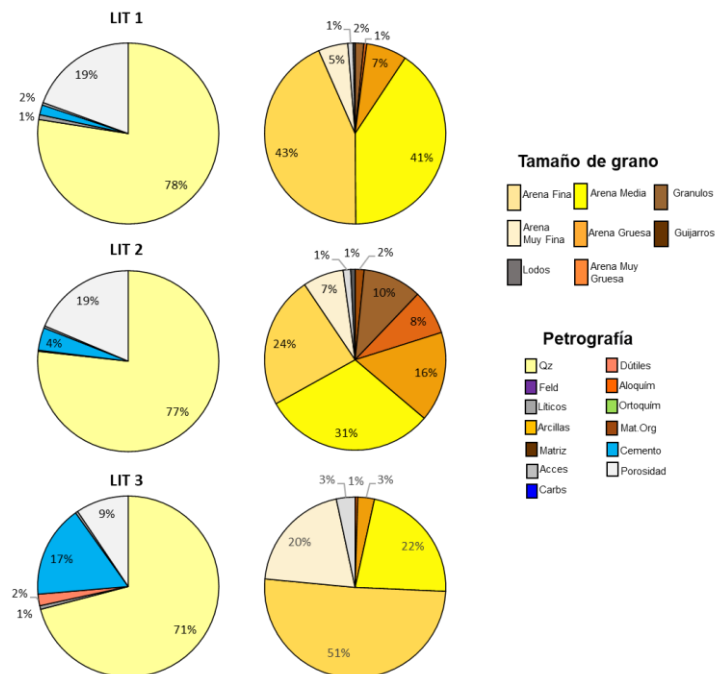 LIT 1
19%
2%
1%
78%
1%
2%
1%
5%
7%
43%
41%
LIT 2
19%
4%
77%
1%
1%
2%
7%
10%
8%
24%
16%
31%
LIT 3
9%
17%
2%
1%
71%
3%
1%
3%
20%
22%
51%
Tamaño de grano
Arena Fina
Arena Media
Granulos
Arena
Muy Fina
Arena Gruesa
Guijarros
Lodos
Arena Muy
Gruesa
Petrografía
Qz
Dútiles
Feld
Aloquím
Líticos
Ortoquím
Arcillas
Mat.Org
Matriz
Cemento
Acces
Porosidad
Carbs